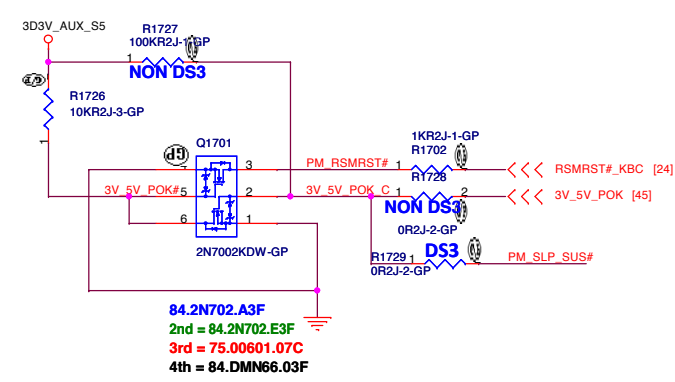 3D3V_AUX_S5
R1727
100KR2J-1-GP
1
NON DS3
R1726
10KR2J-3-GP
1
Q1701
GP
3
PM_RSMRST#
1KR2J-1-GP
R1702
1
RSMRST#_KBC [24]
R1728
3V_5V_POK#
5
2
3V_5V_POK_C
1
2
3V_5V_POK [45]
NON DS3
0R2J-2-GP
6
1
2N7002KDW-GP
DS3
R1729
1
0R2J-2-GP
PM_SLP_SUS#
84.2N702.A3F
2nd = 84.2N702.E3F
3rd = 75.00601.07C
4th = 84.DMN66.03F